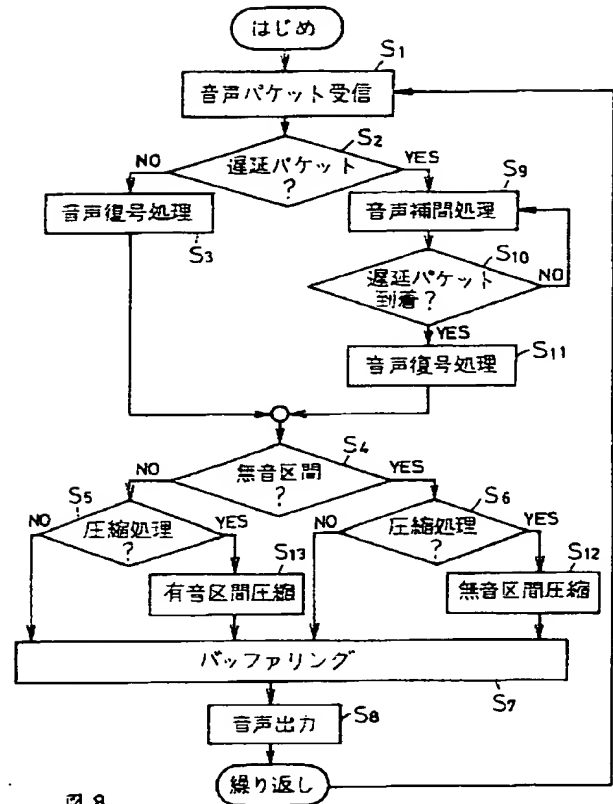 はじめ
S1
音声パケット受信
S2
NO
遅延パケット
?
YES
S9
音声復号処理
S3
音声補間処理
S10
遅延パケット
到着?
NO
YES
S11
音声復号処理
S4
NO
無音区間
?
YES
S5
NO
圧縮処理
?
YES
S6
NO
圧縮処理
?
YES
S13
有音区間圧縮
S12
無音区間圧縮
バッファリング
S7
音声出力
S8
繰り返し
図8